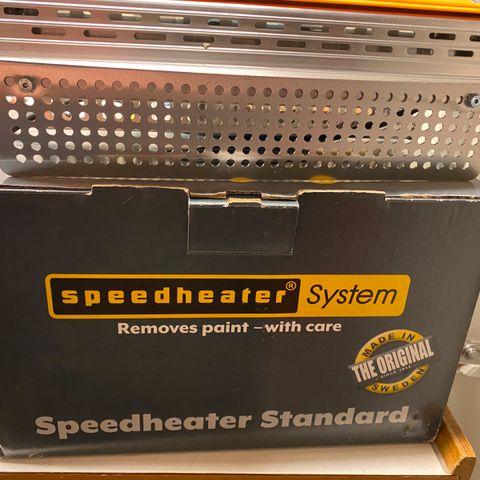 speedheater® System
Removes paint – with care
MADE IN
THE ORIGINAL
SWEDEN
Speedheater Standard